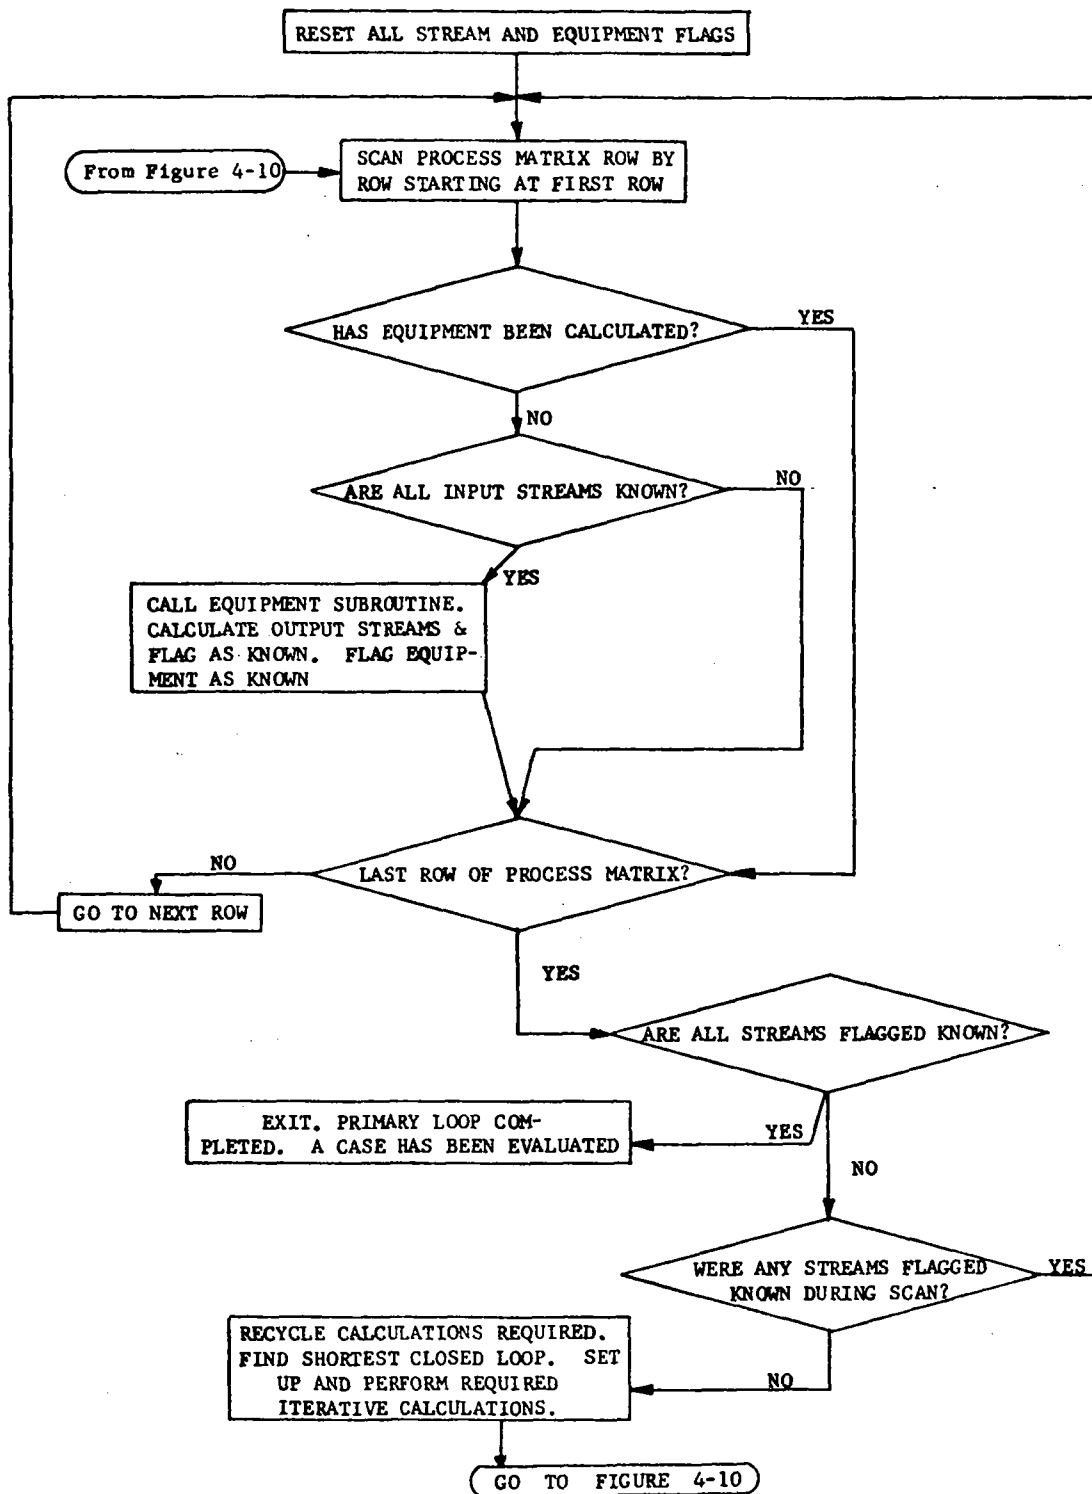 RESET ALL STREAM AND EQUIPMENT FLAGS
From Figure 4-10
SCAN PROCESS MATRIX ROW BY
ROW STARTING AT FIRST ROW
HAS EQUIPMENT BEEN CALCULATED?
YES
NO
ARE ALL INPUT STREAMS KNOWN?
NO
YES
CALL EQUIPMENT SUBROUTINE.
CALCULATE OUTPUT STREAMS &
FLAG AS KNOWN. FLAG EQUIP-
MENT AS KNOWN
LAST ROW OF PROCESS MATRIX?
NO
GO TO NEXT ROW
YES
ARE ALL STREAMS FLAGGED KNOWN?
EXIT. PRIMARY LOOP COM-
PLETED. A CASE HAS BEEN EVALUATED
YES
NO
WERE ANY STREAMS FLAGGED
KNOWN DURING SCAN?
YES
RECYCLE CALCULATIONS REQUIRED.
FIND SHORTEST CLOSED LOOP. SET
UP AND PERFORM REQUIRED
ITERATIVE CALCULATIONS.
NO
GO TO FIGURE 4-10